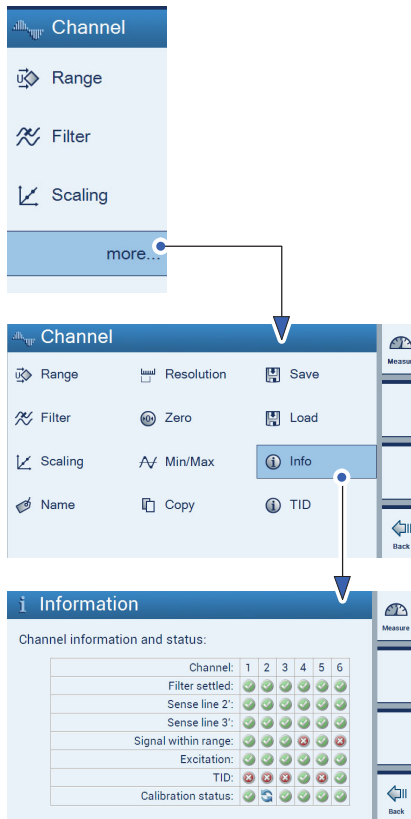 Channel
Range
Filter
Scaling
more...
Channel
Range
Resolution
Save
Filter
Zero
Load
Scaling
Min/Max
Info
Name
Copy
TID
Measur
Back
i Information
Channel information and status:
Channel: 1 2 3 4 5 6
Filter settled:
Sense line 2':
Sense line 3':
Signal within range:
Excitation:
TID:
Calibration status:
Measure
Back